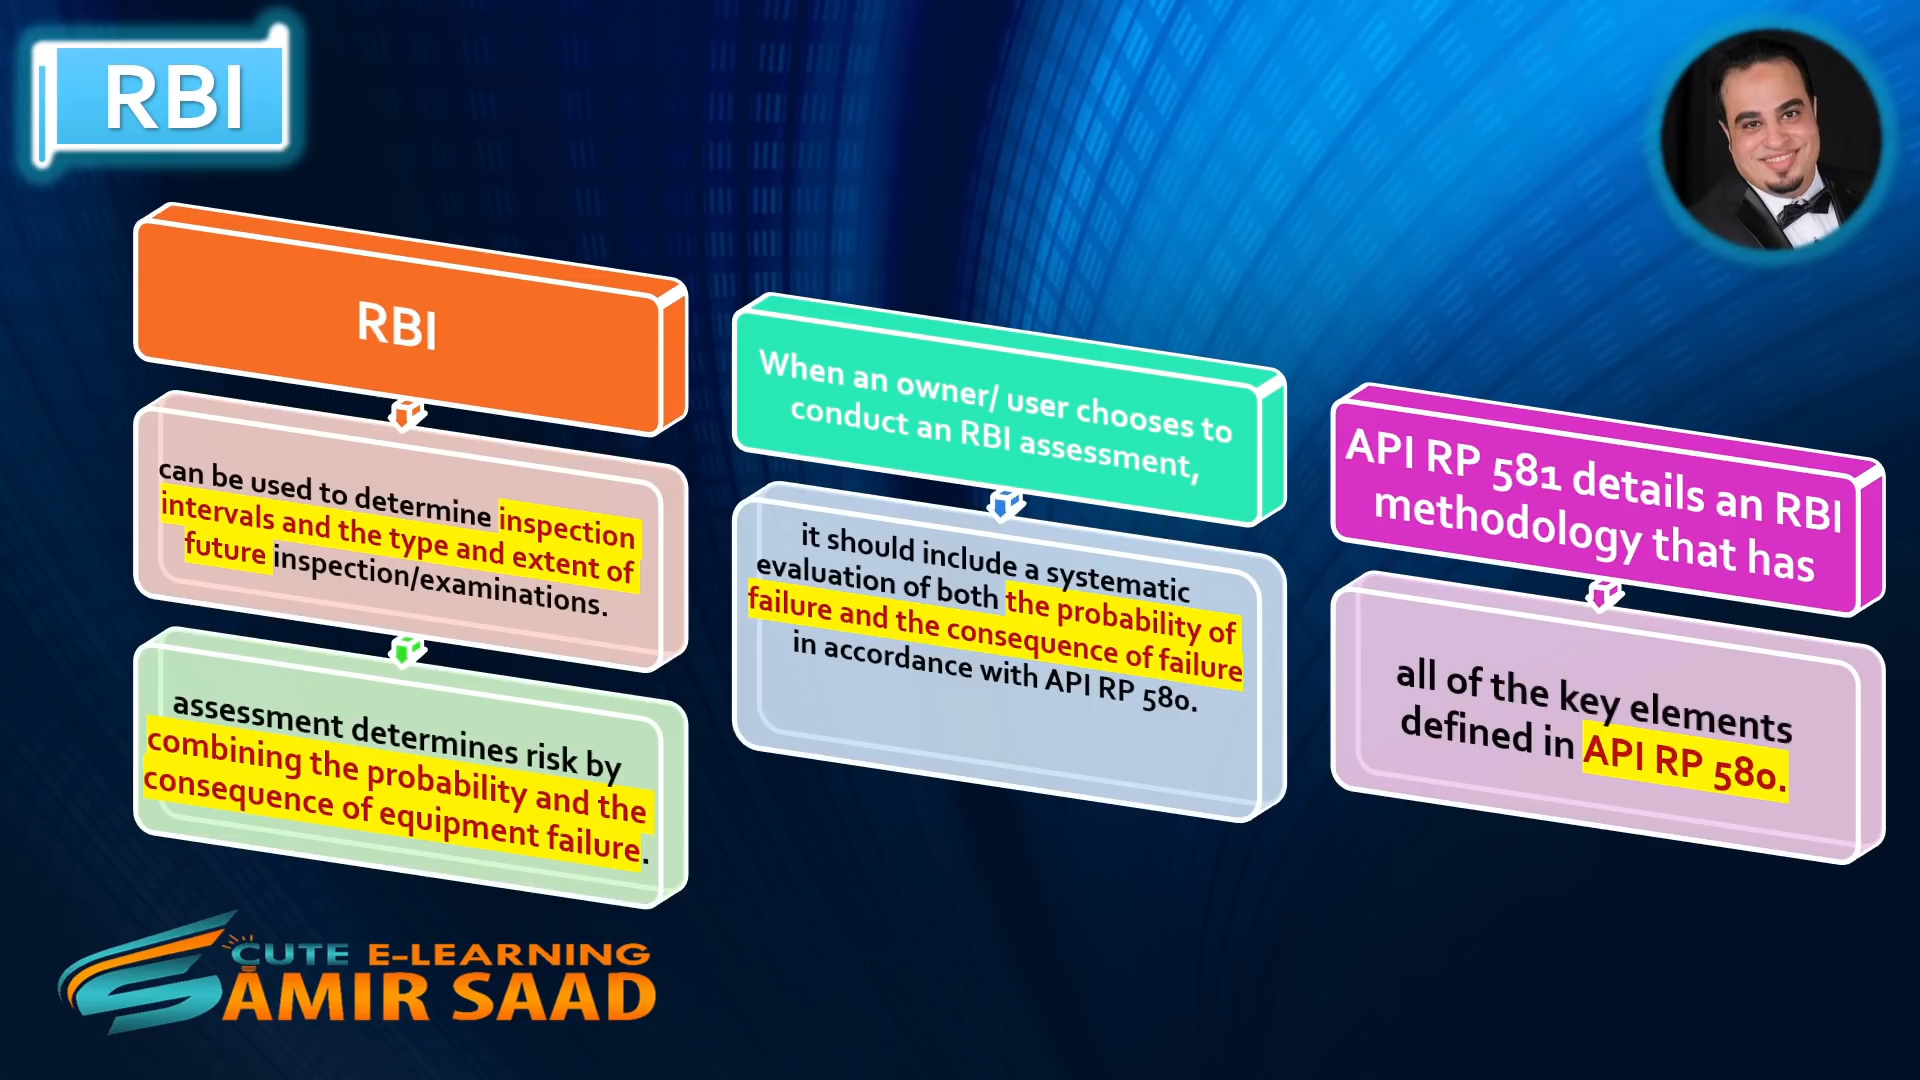 RBI
RBI
can be used to determine inspection
intervals and the type and extent of
future inspection/examinations.
assessment determines risk by
combining the probability and the
consequence of equipment failure.
When an owner/ user chooses to
conduct an RBI assessment,
it should include a systematic
evaluation of both the probability of
failure and the consequence of failure
in accordance with API RP 580.
API RP 581 details an RBI
methodology that has
all of the key elements
defined in API RP 580.
CUTE E-LEARNING
AMIR SAAD